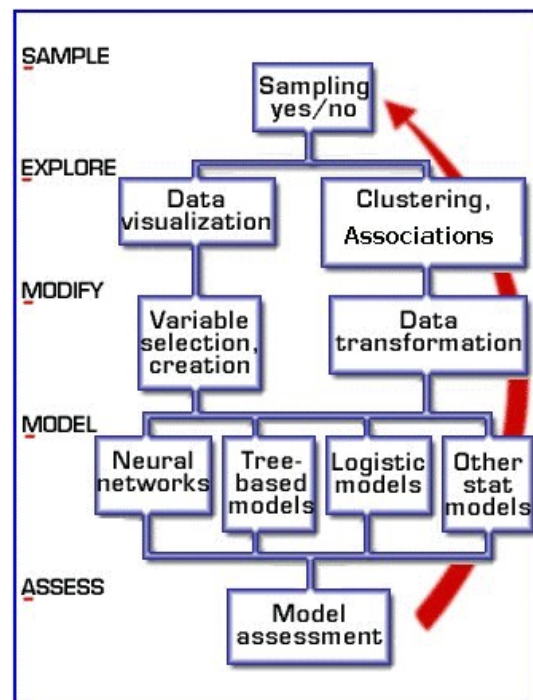 SAMPLE
Sampling
yes/no
EXPLORE
Data
visualization
Clustering,
Associations
MODIFY
Variable
selection,
creation
Data
transformation
MODEL
Neural
networks
Tree-
based
models
Logistic
models
Other
stat
models
ASSESS
Model
assessment